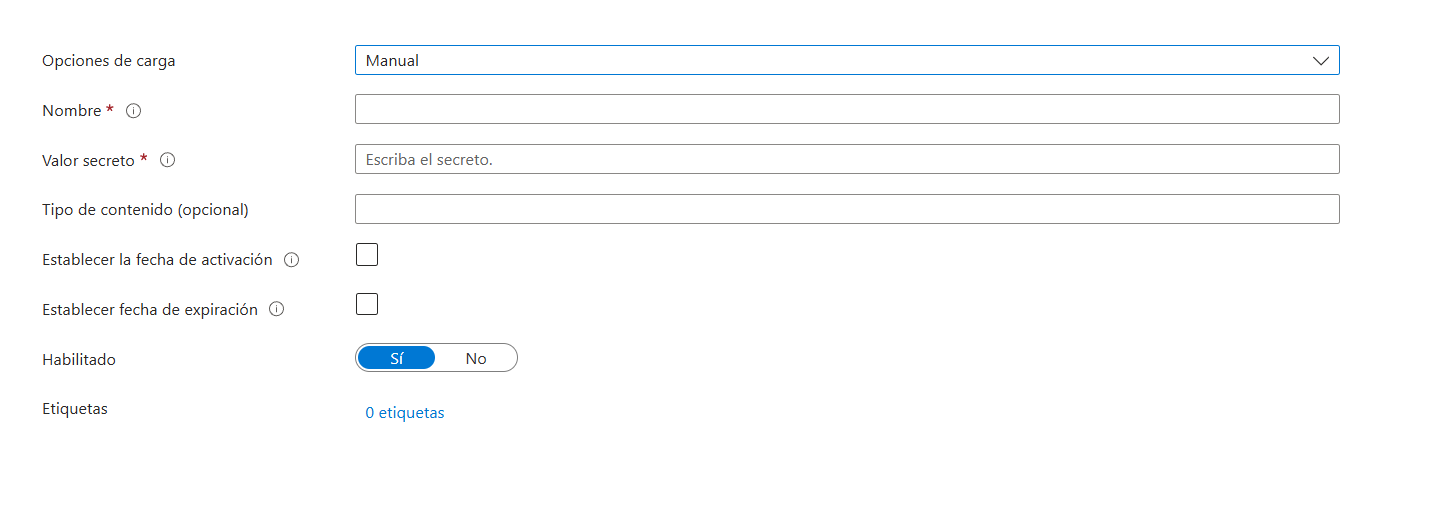 Opciones de carga
Manual
Nombre *
Valor secreto *
Escriba el secreto.
Tipo de contenido (opcional)
Establecer la fecha de activación
Establecer fecha de expiración
Habilitado
Sí No
Etiquetas
0 etiquetas